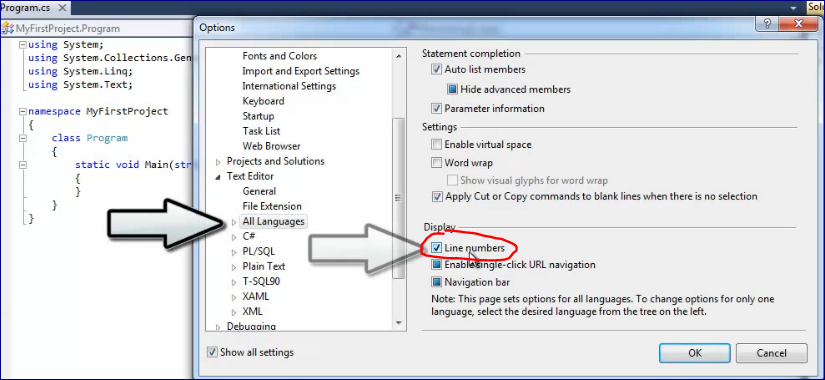 Program.cs
MyFirstProject.Program
using System;
using System.Collections.Gen
using System.Linq;
using System.Text;
namespace MyFirstProject
{
class Program
{
static void Main(str
{
}
}
}
Solu
Options
Fonts and Colors
Import and Export Settings
International Settings
Keyboard
Startup
Task List
Web Browser
Projects and Solutions
Text Editor
General
File Extension
All Languages
C#
PL/SQL
Plain Text
T-SQL90
XAML
XML
Debugging
Show all settings
Statement completion
Auto list members
Hide advanced members
Parameter information
Settings
Enable virtual space
Word wrap
Show visual glyphs for word wrap
Apply Cut or Copy commands to blank lines when there is no selection
Display
Line numbers
Enable single-click URL navigation
Navigation bar
Note: This page sets options for all languages. To change options for only one
language, select the desired language from the tree on the left.
OK
Cancel